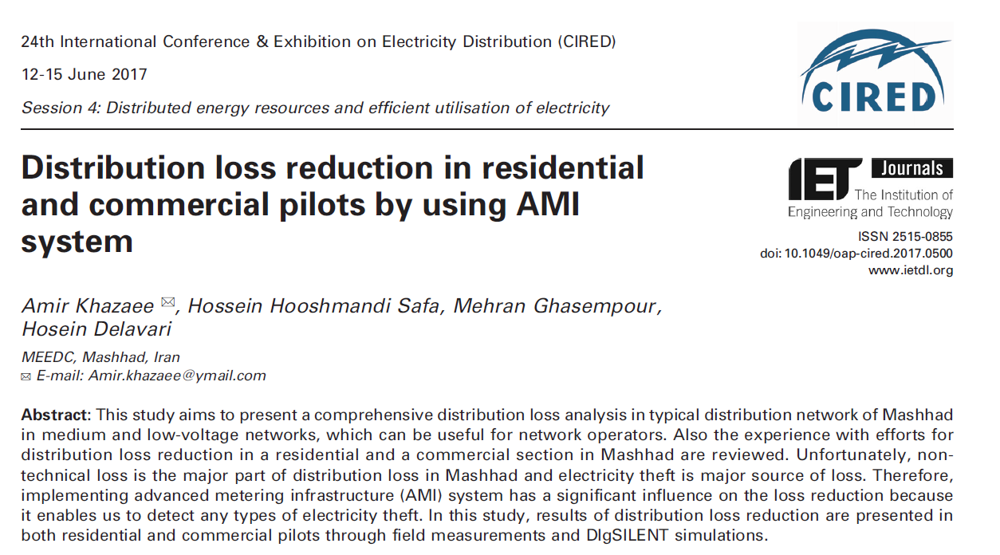 24th International Conference & Exhibition on Electricity Distribution (CIRED)
12-15 June 2017
Session 4: Distributed energy resources and efficient utilisation of electricity
CIRED
Distribution loss reduction in residential
and commercial pilots by using AMI
system
IET Journals
The Institution of
Engineering and Technology
ISSN 2515-0855
doi: 10.1049/oap-cired.2017.0500
www.ietdl.org
Amir Khazaee ✉, Hossein Hooshmandi Safa, Mehran Ghasempour,
Hosein Delavari
MEEDC, Mashhad, Iran
✉ E-mail: Amir.khazaee@ymail.com
Abstract: This study aims to present a comprehensive distribution loss analysis in typical distribution network of Mashhad
in medium and low-voltage networks, which can be useful for network operators. Also the experience with efforts for
distribution loss reduction in a residential and a commercial section in Mashhad are reviewed. Unfortunately, non-
technical loss is the major part of distribution loss in Mashhad and electricity theft is major source of loss. Therefore,
implementing advanced metering infrastructure (AMI) system has a significant influence on the loss reduction because
it enables us to detect any types of electricity theft. In this study, results of distribution loss reduction are presented in
both residential and commercial pilots through field measurements and DIgSILENT simulations.